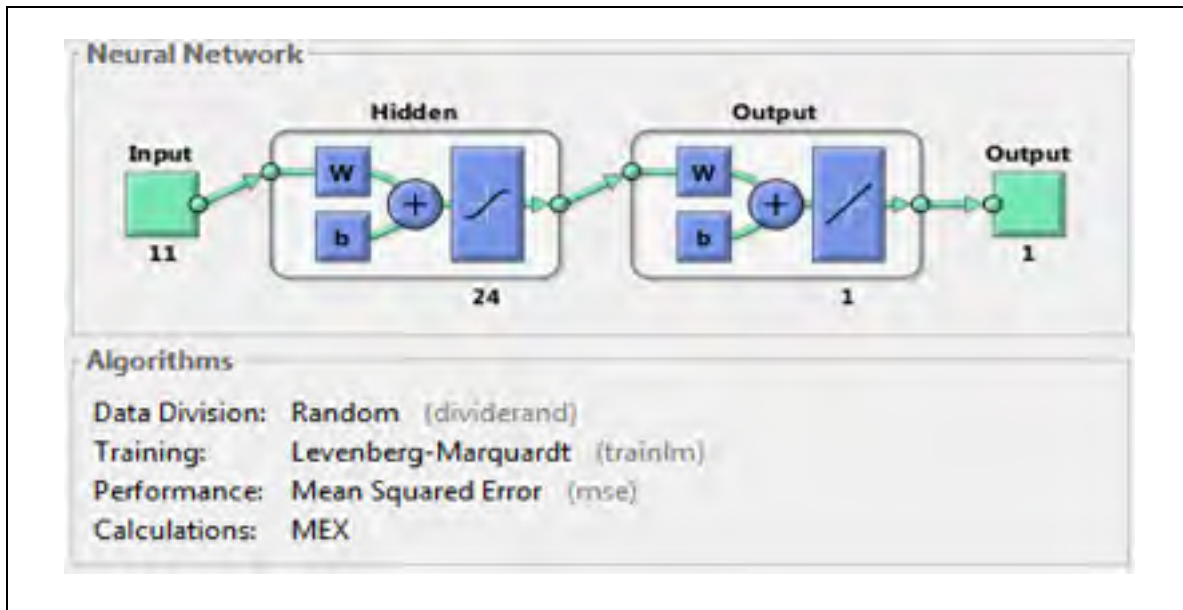 Neural Network
Hidden Output
Input Output
W b + W b +
11 24 1 1
Algorithms
Data Division: Random (dividerand)
Training: Levenberg-Marquardt (trainlm)
Performance: Mean Squared Error (mse)
Calculations: MEX